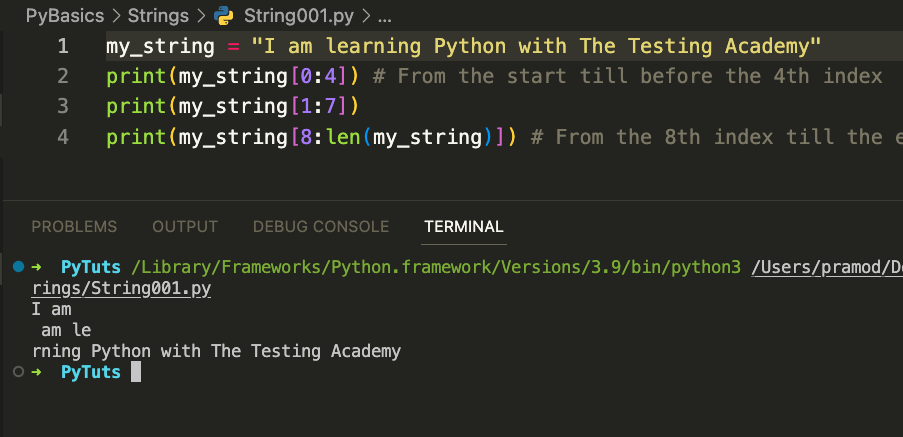 PyBasics > Strings > String001.py > ...
1 my_string = "I am learning Python with The Testing Academy"
2 print(my_string[0:4]) # From the start till before the 4th index
3 print(my_string[1:7])
4 print(my_string[8:len(my_string)]) # From the 8th index till the
PROBLEMS OUTPUT DEBUG CONSOLE TERMINAL
➜ PyTuts /Library/Frameworks/Python.framework/Versions/3.9/bin/python3 /Users/pramod/
rings/String001.py
I am
 am le
rning Python with The Testing Academy
➜ PyTuts